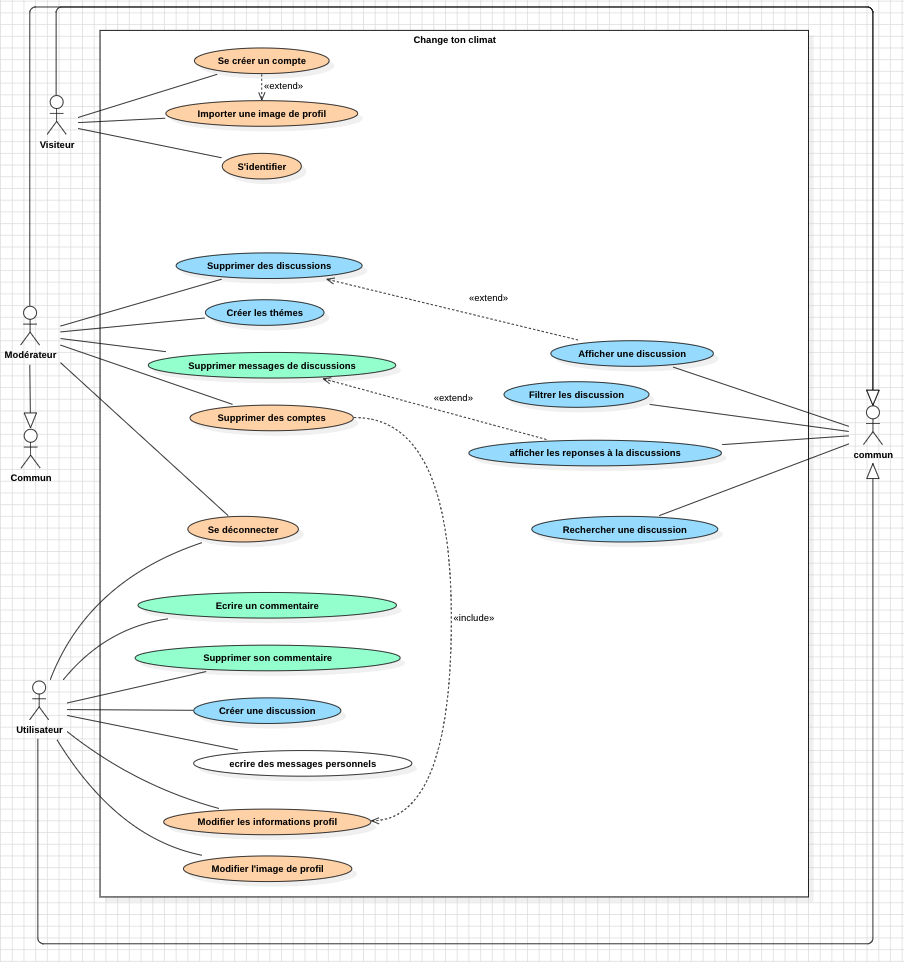 Change ton climat
Se créer un compte
«extend»
Importer une image de profil
Visiteur
S'identifier
Supprimer des discussions
«extend»
Créer les thémes
Modérateur
Afficher une discussion
Supprimer messages de discussions
Filtrer les discussion
«extend»
Supprimer des comptes
afficher les reponses à la discussions
commun
Commun
Se déconnecter
Rechercher une discussion
Ecrire un commentaire
«include»
Supprimer son commentaire
Créer une discussion
Utilisateur
ecrire des messages personnels
Modifier les informations profil
Modifier l'image de profil